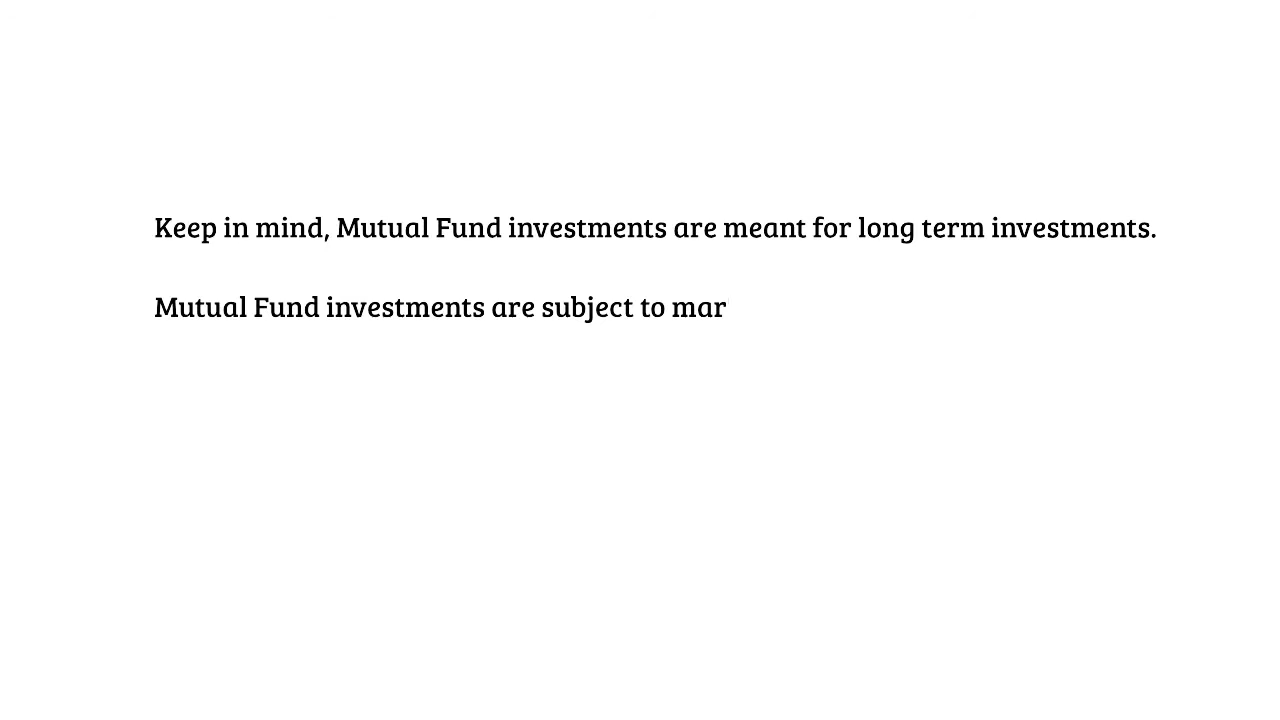 Keep in mind, Mutual Fund investments are meant for long term investments.
Mutual Fund investments are subject to mar